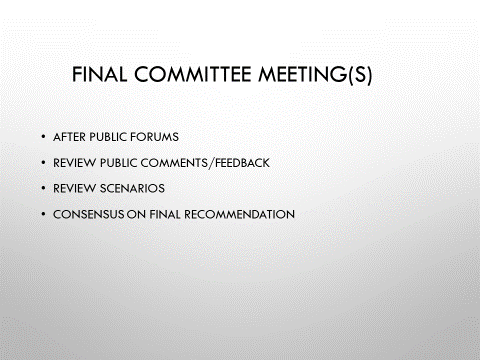 FINAL COMMITTEE MEETING(S)
• AFTER PUBLIC FORUMS
• REVIEW PUBLIC COMMENTS/FEEDBACK
• REVIEW SCENARIOS
• CONSENSUS ON FINAL RECOMMENDATION